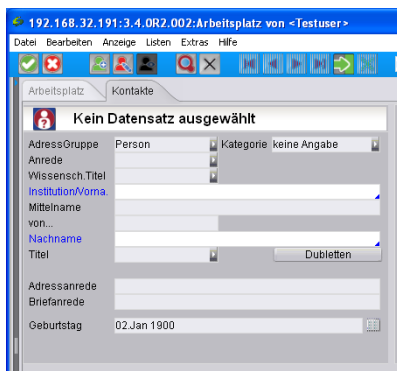 192.168.32.191:3.4.0R2.002:Arbeitsplatz von <Testuser>
Datei Bearbeiten Anzeige Listen Extras Hilfe
Arbeitsplatz Kontakte
Kein Datensatz ausgewählt
AdressGruppe Person Kategorie keine Angabe
Anrede
Wissensch.Titel
Institution/Vorna.
Mittelname
von...
Nachname
Titel Dubletten
Adressanrede
Briefanrede
Geburtstag 02.Jan 1900